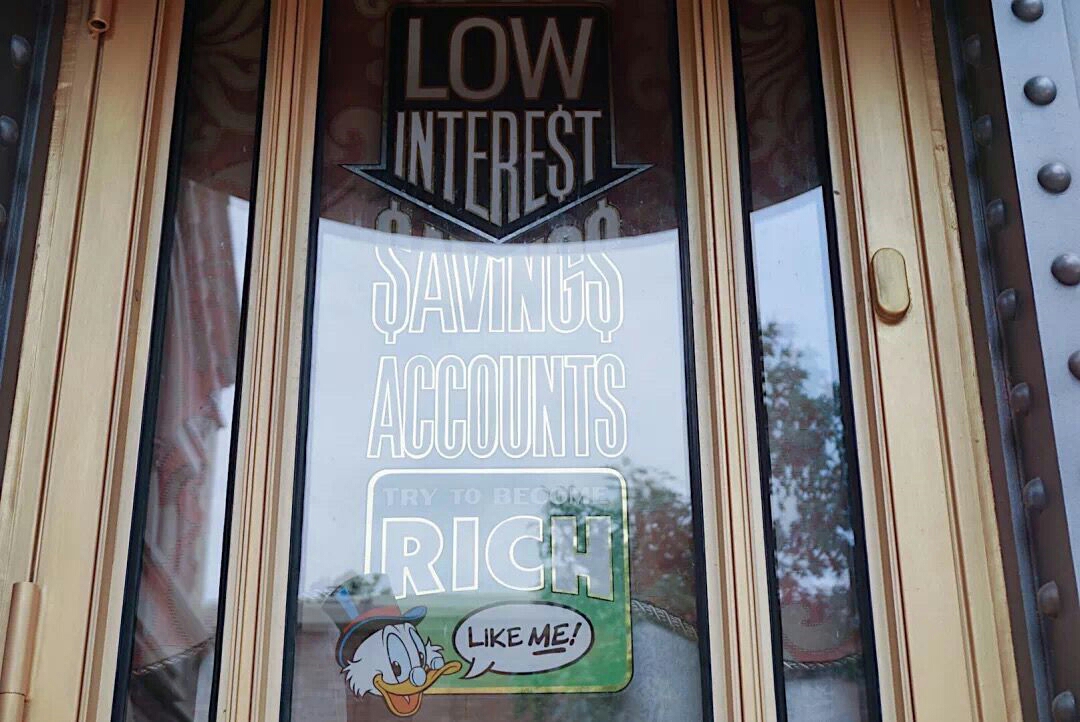 LOW
INTERE$T
$AVING$
ACCOUNTS
TRY TO BECOME
RICH
LIKE ME!